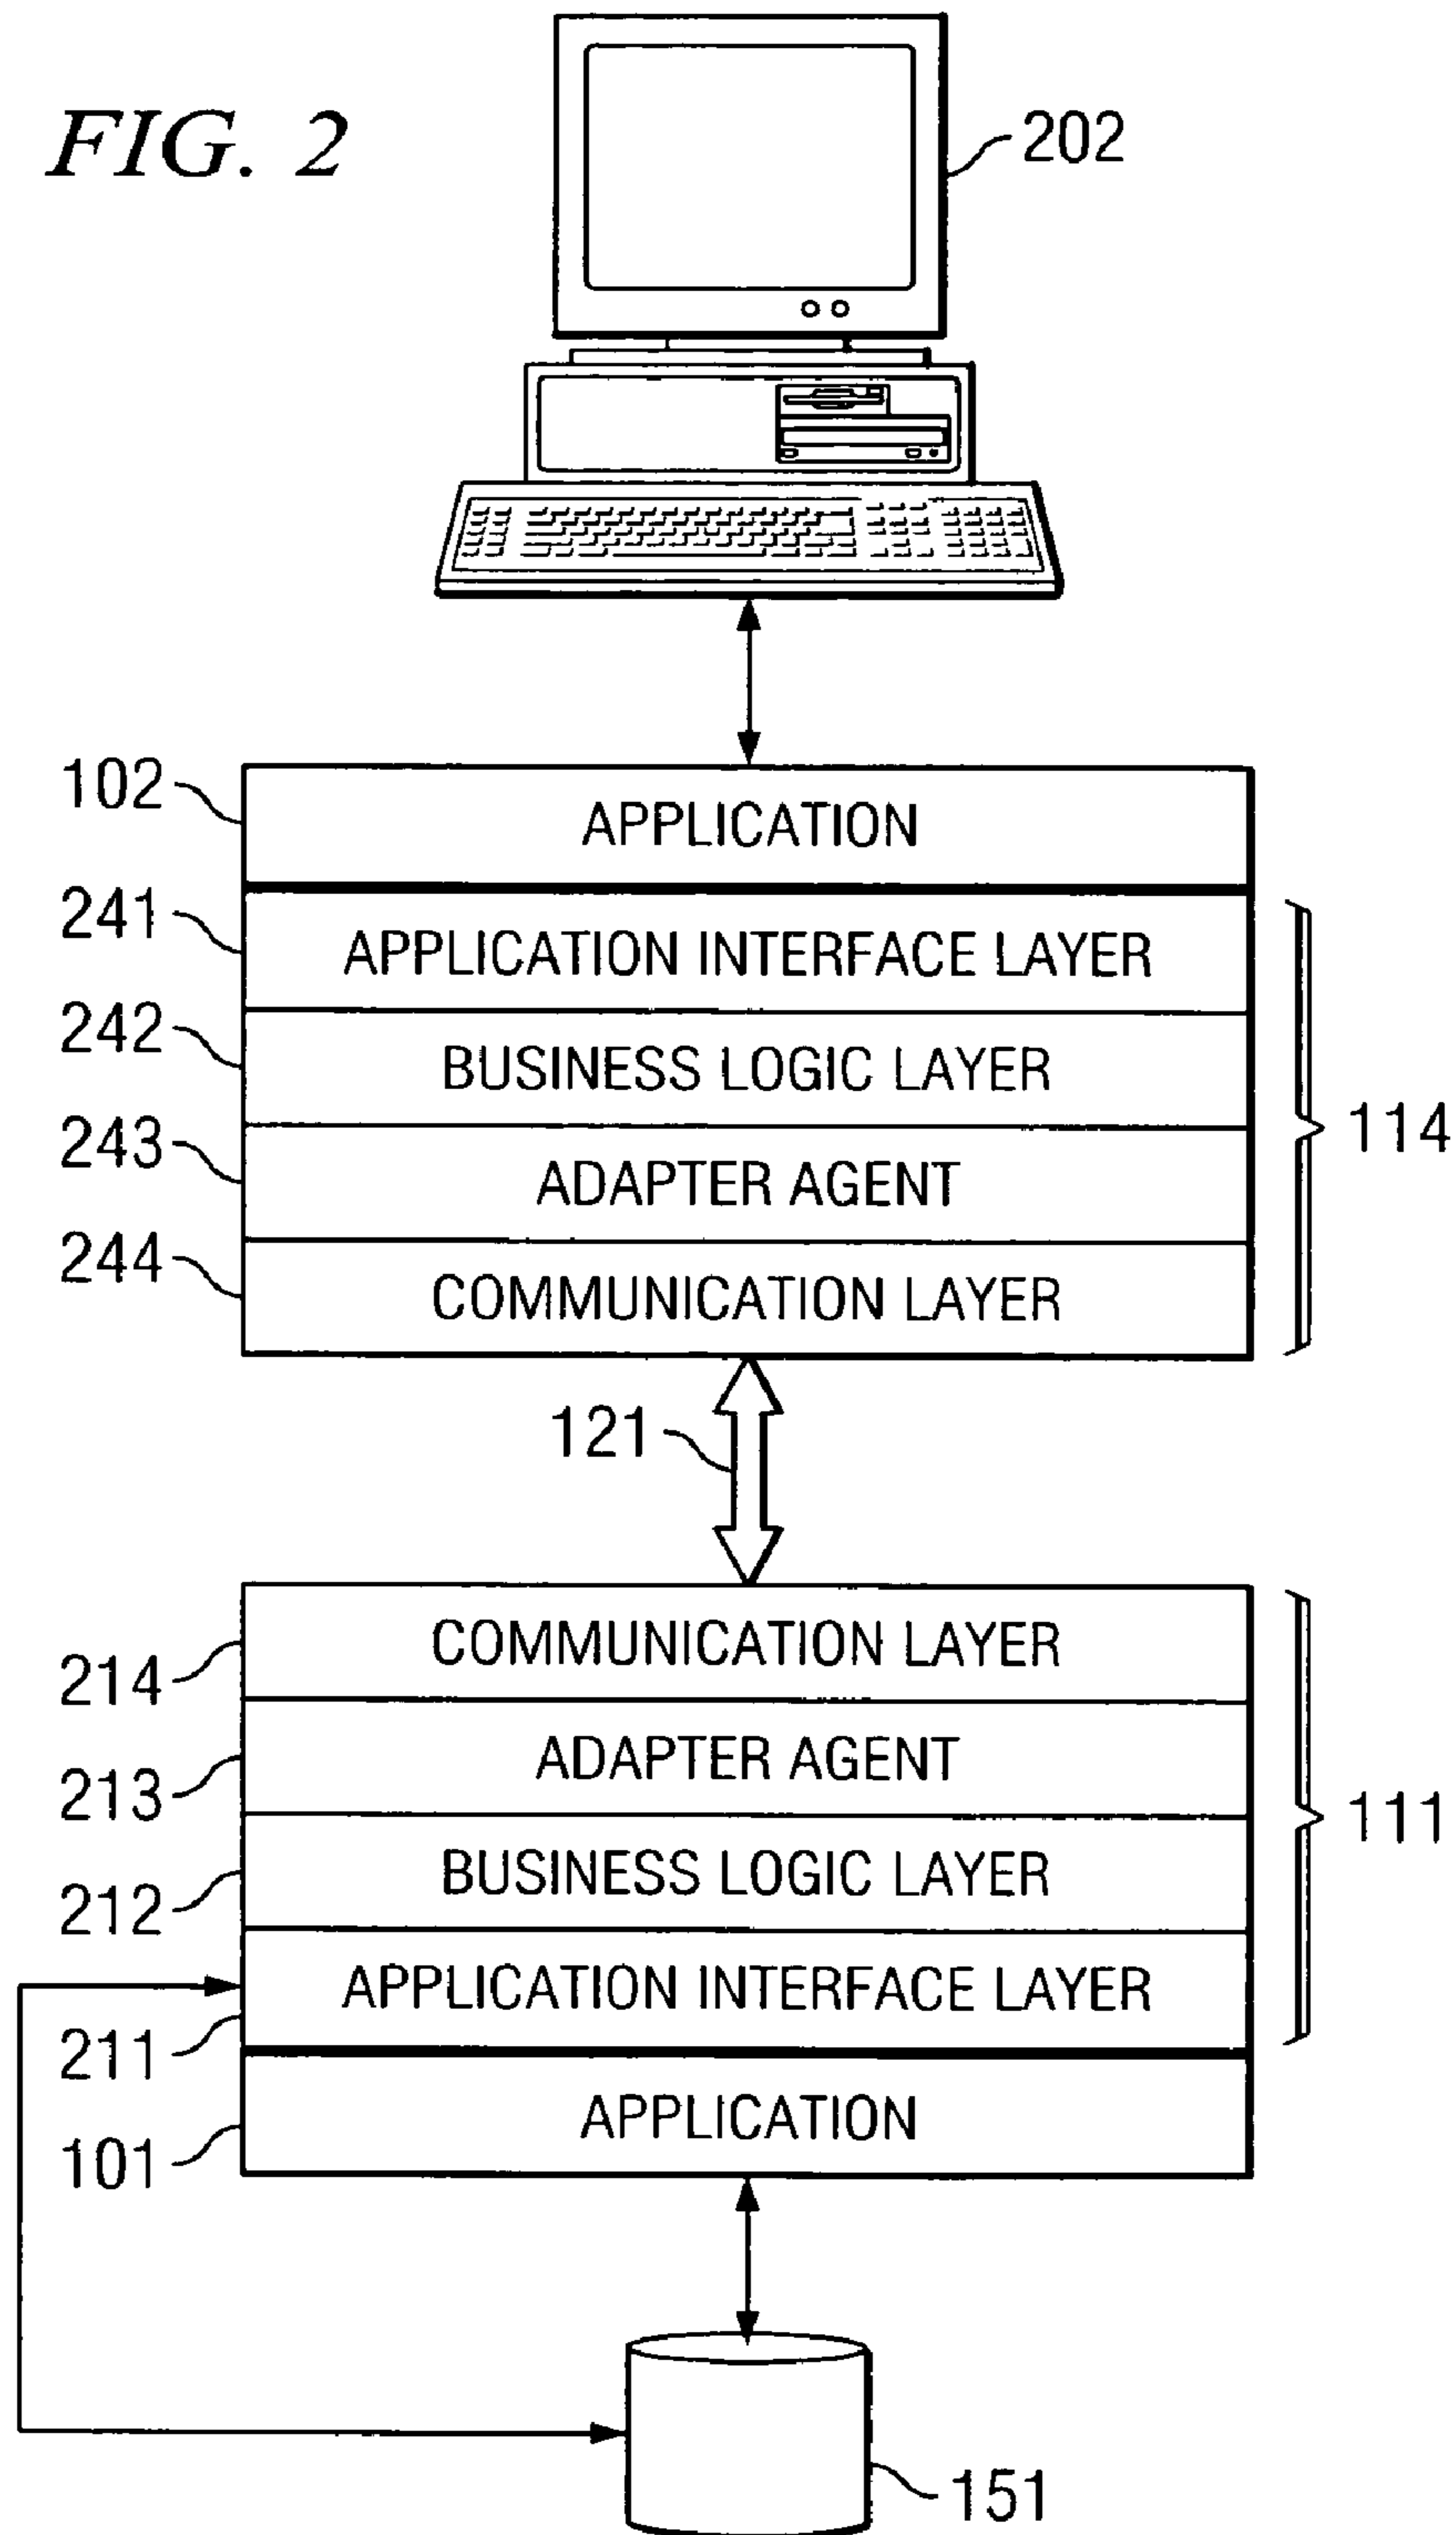 FIG. 2
202
102
APPLICATION
241
APPLICATION INTERFACE LAYER
242
BUSINESS LOGIC LAYER
243
ADAPTER AGENT
114
244
COMMUNICATION LAYER
121
COMMUNICATION LAYER
214
ADAPTER AGENT
213
111
BUSINESS LOGIC LAYER
212
APPLICATION INTERFACE LAYER
211
APPLICATION
101
151